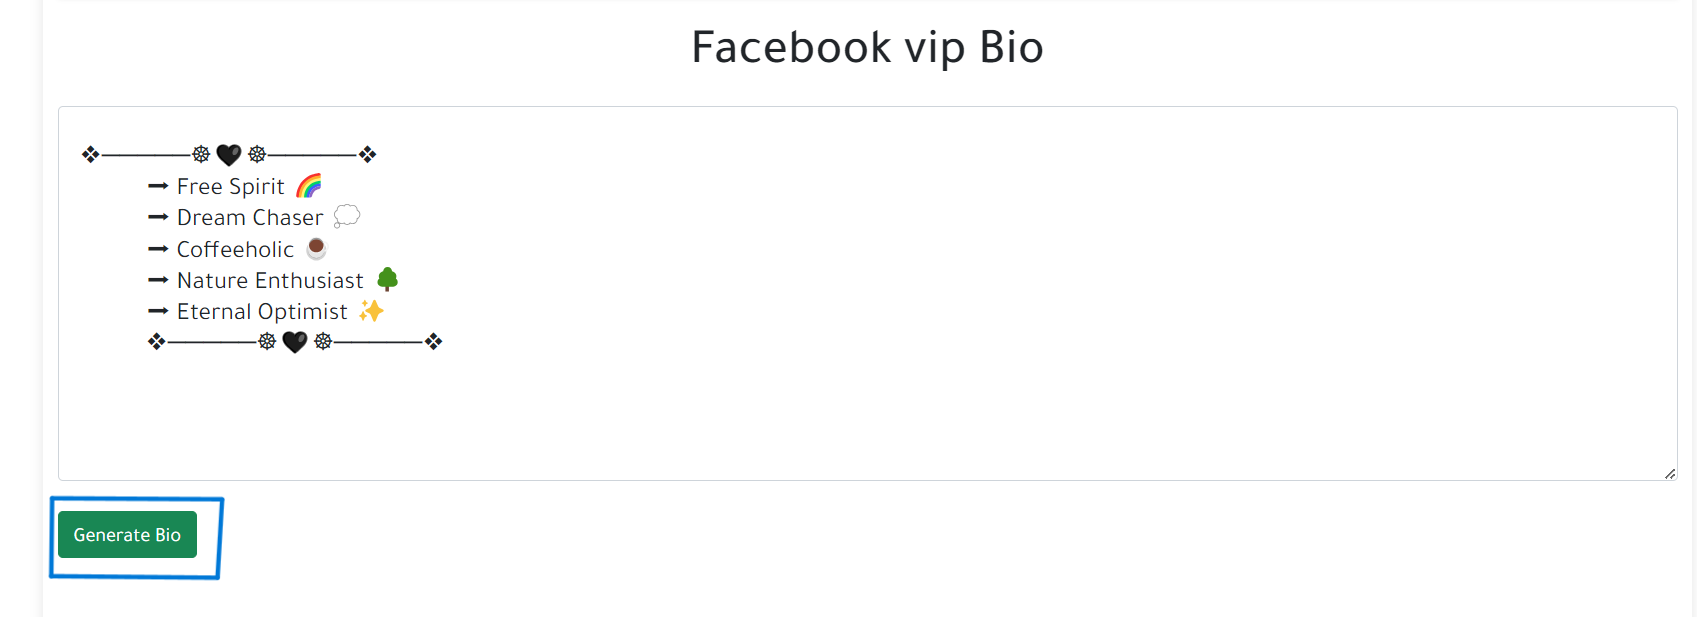 Facebook vip Bio
❖─────☸🖤☸─────❖
➞ Free Spirit 🌈
➞ Dream Chaser 💭
➞ Coffeeholic ☕
➞ Nature Enthusiast 🌳
➞ Eternal Optimist ✨
❖─────☸🖤☸─────❖
Generate Bio